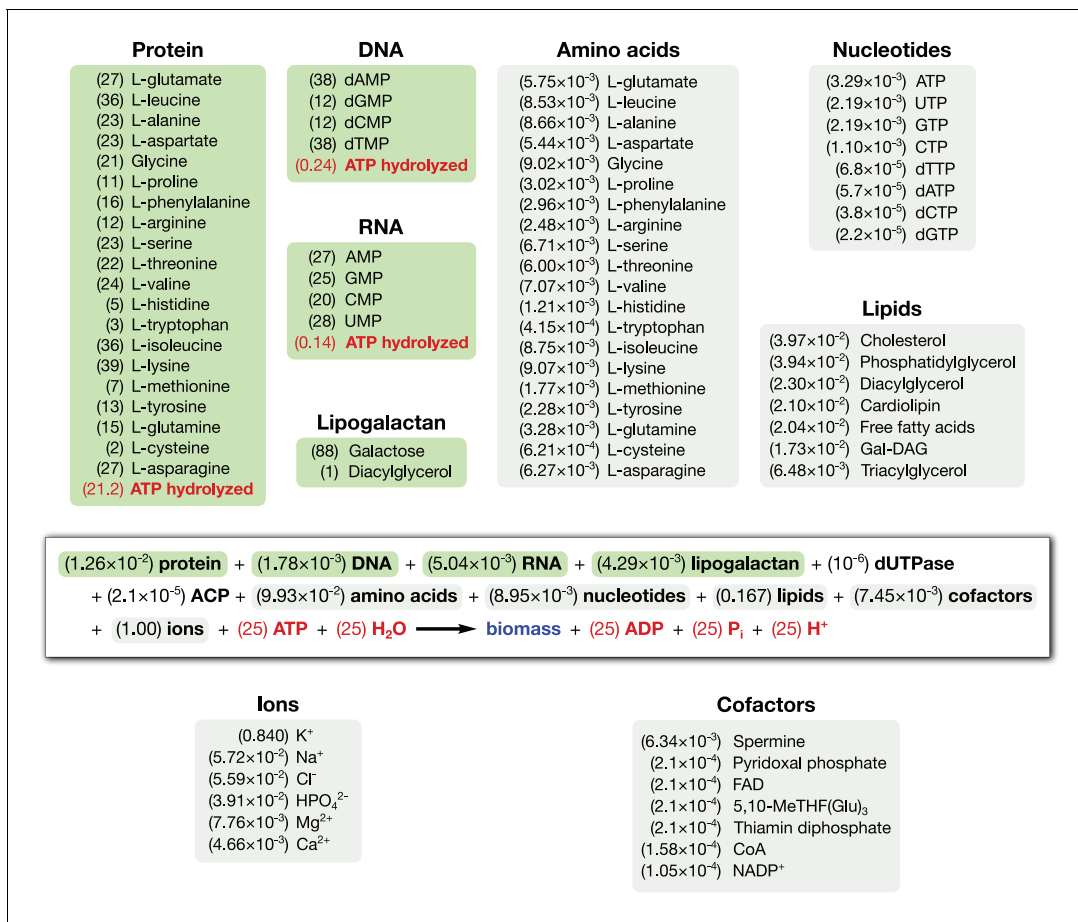 Protein
(27) L-glutamate
(36) L-leucine
(23) L-alanine
(23) L-aspartate
(21) Glycine
(11) L-proline
(16) L-phenylalanine
(12) L-arginine
(23) L-serine
(22) L-threonine
(24) L-valine
(5) L-histidine
(3) L-tryptophan
(36) L-isoleucine
(39) L-lysine
(7) L-methionine
(13) L-tyrosine
(15) L-glutamine
(2) L-cysteine
(27) L-asparagine
(21.2) ATP hydrolyzed
DNA
(38) dAMP
(12) dGMP
(12) dCMP
(38) dTMP
(0.24) ATP hydrolyzed
RNA
(27) AMP
(25) GMP
(20) CMP
(28) UMP
(0.14) ATP hydrolyzed
Lipogalactan
(88) Galactose
(1) Diacylglycerol
Amino acids
(5.75×10⁻³) L-glutamate
(8.53×10⁻³) L-leucine
(8.66×10⁻³) L-alanine
(5.44×10⁻³) L-aspartate
(9.02×10⁻³) Glycine
(3.02×10⁻³) L-proline
(2.96×10⁻³) L-phenylalanine
(2.48×10⁻³) L-arginine
(6.71×10⁻³) L-serine
(6.00×10⁻³) L-threonine
(7.07×10⁻³) L-valine
(1.21×10⁻³) L-histidine
(4.15×10⁻⁴) L-tryptophan
(8.75×10⁻³) L-isoleucine
(9.07×10⁻³) L-lysine
(1.77×10⁻³) L-methionine
(2.28×10⁻³) L-tyrosine
(3.28×10⁻³) L-glutamine
(6.21×10⁻⁴) L-cysteine
(6.27×10⁻³) L-asparagine
Nucleotides
(3.29×10⁻³) ATP
(2.19×10⁻³) UTP
(2.19×10⁻³) GTP
(1.10×10⁻³) CTP
(6.8×10⁻⁵) dTTP
(5.7×10⁻⁵) dATP
(3.8×10⁻⁵) dCTP
(2.2×10⁻⁵) dGTP
Lipids
(3.97×10⁻²) Cholesterol
(3.94×10⁻²) Phosphatidylglycerol
(2.30×10⁻²) Diacylglycerol
(2.10×10⁻²) Cardiolipin
(2.04×10⁻²) Free fatty acids
(1.73×10⁻²) Gal-DAG
(6.48×10⁻³) Triacylglycerol
(1.26×10⁻²) protein + (1.78×10⁻³) DNA + (5.04×10⁻³) RNA + (4.29×10⁻³) lipogalactan + (10⁻⁶) dUTPase
+ (2.1×10⁻⁵) ACP + (9.93×10⁻²) amino acids + (8.95×10⁻³) nucleotides + (0.167) lipids + (7.45×10⁻³) cofactors
+ (1.00) ions + (25) ATP + (25) H₂O ⟶ biomass + (25) ADP + (25) Pᵢ + (25) H⁺
Ions
(0.840) K⁺
(5.72×10⁻²) Na⁺
(5.59×10⁻²) Cl⁻
(3.91×10⁻²) HPO₄²⁻
(7.76×10⁻³) Mg²⁺
(4.66×10⁻³) Ca²⁺
Cofactors
(6.34×10⁻³) Spermine
(2.1×10⁻⁴) Pyridoxal phosphate
(2.1×10⁻⁴) FAD
(2.1×10⁻⁴) 5,10-MeTHF(Glu)₃
(2.1×10⁻⁴) Thiamin diphosphate
(1.58×10⁻⁴) CoA
(1.05×10⁻⁴) NADP⁺